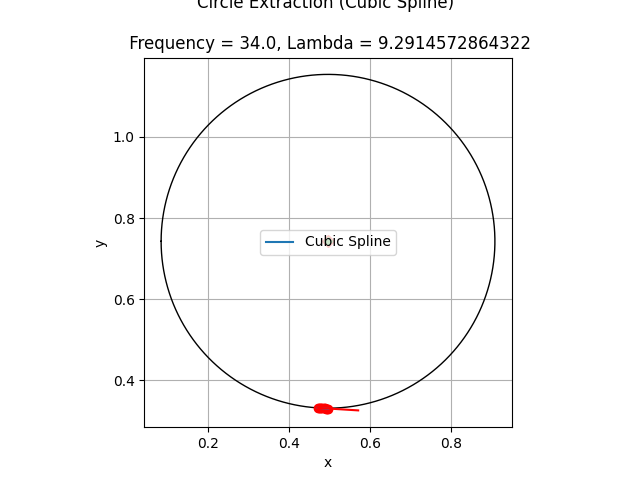 Circle Extraction (Cubic Spline)
Frequency = 34.0, Lambda = 9.2914572864322
1.0
0.8
0.6
0.4
y
Cubic Spline
0.2 0.4 0.6 0.8
x